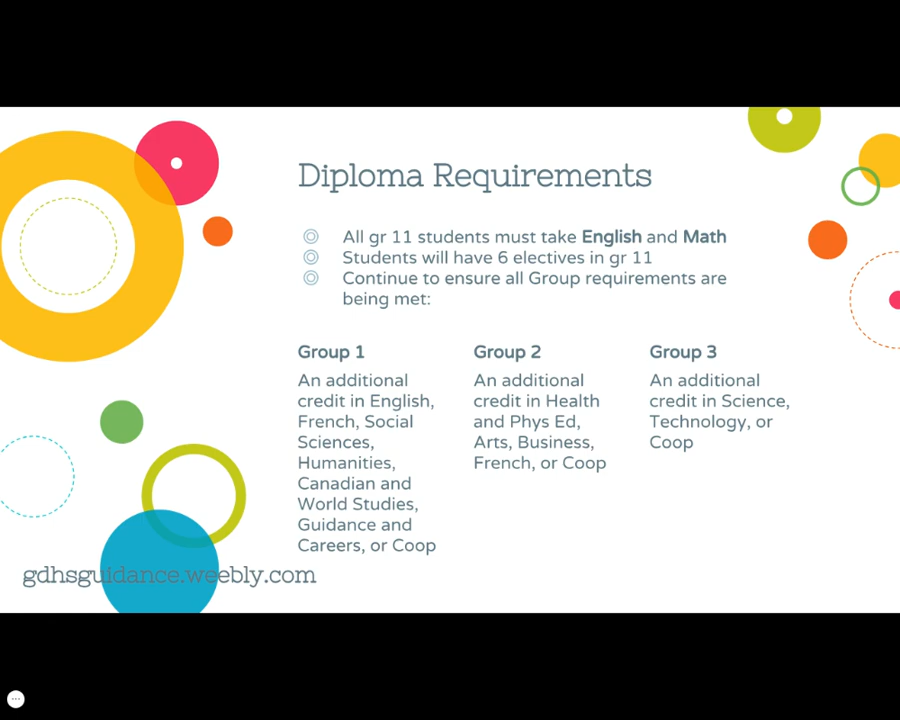 Diploma Requirements
All gr 11 students must take English and Math
Students will have 6 electives in gr 11
Continue to ensure all Group requirements are
being met:
Group 1
An additional
credit in English,
French, Social
Sciences,
Humanities,
Canadian and
World Studies,
Guidance and
Careers, or Coop
Group 2
An additional
credit in Health
and Phys Ed,
Arts, Business,
French, or Coop
Group 3
An additional
credit in Science,
Technology, or
Coop
gdhsguidance.weebly.com